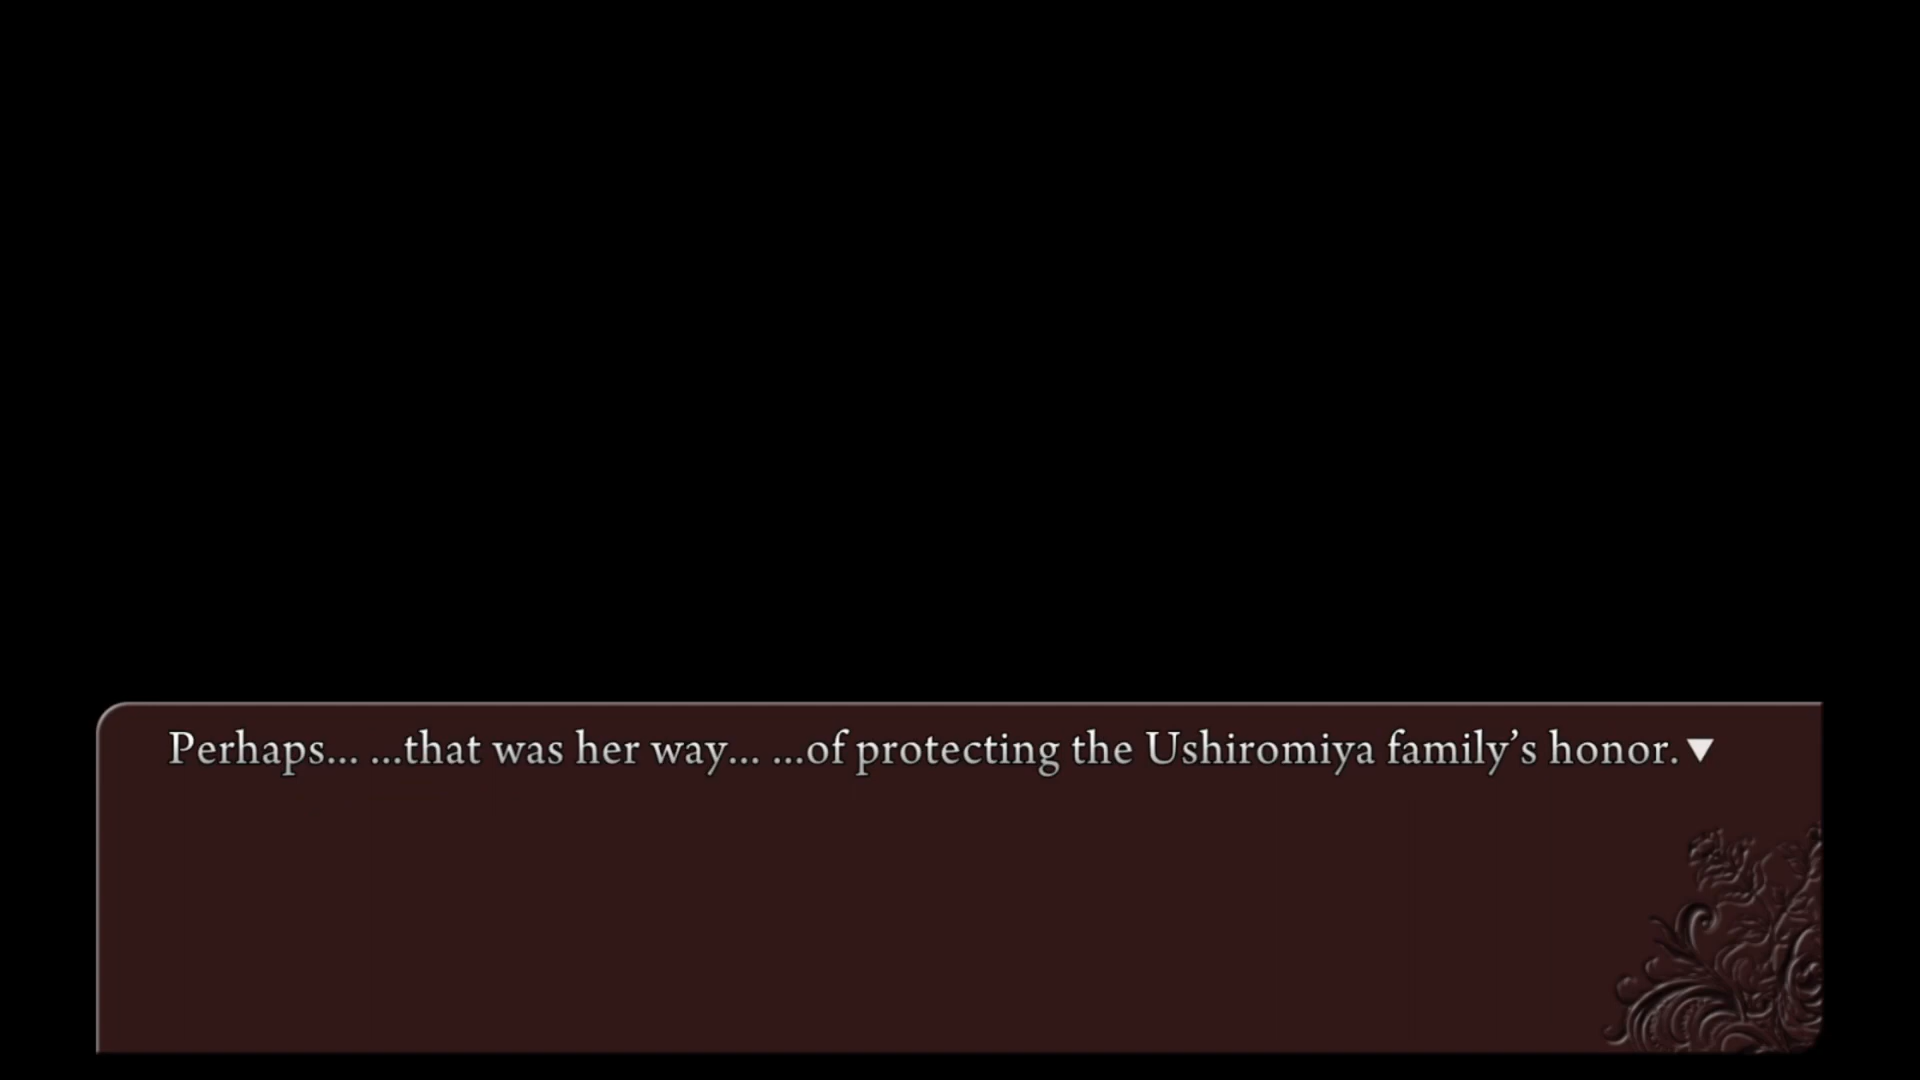 Perhaps... ...that was her way... ...of protecting the Ushiromiya family’s honor.